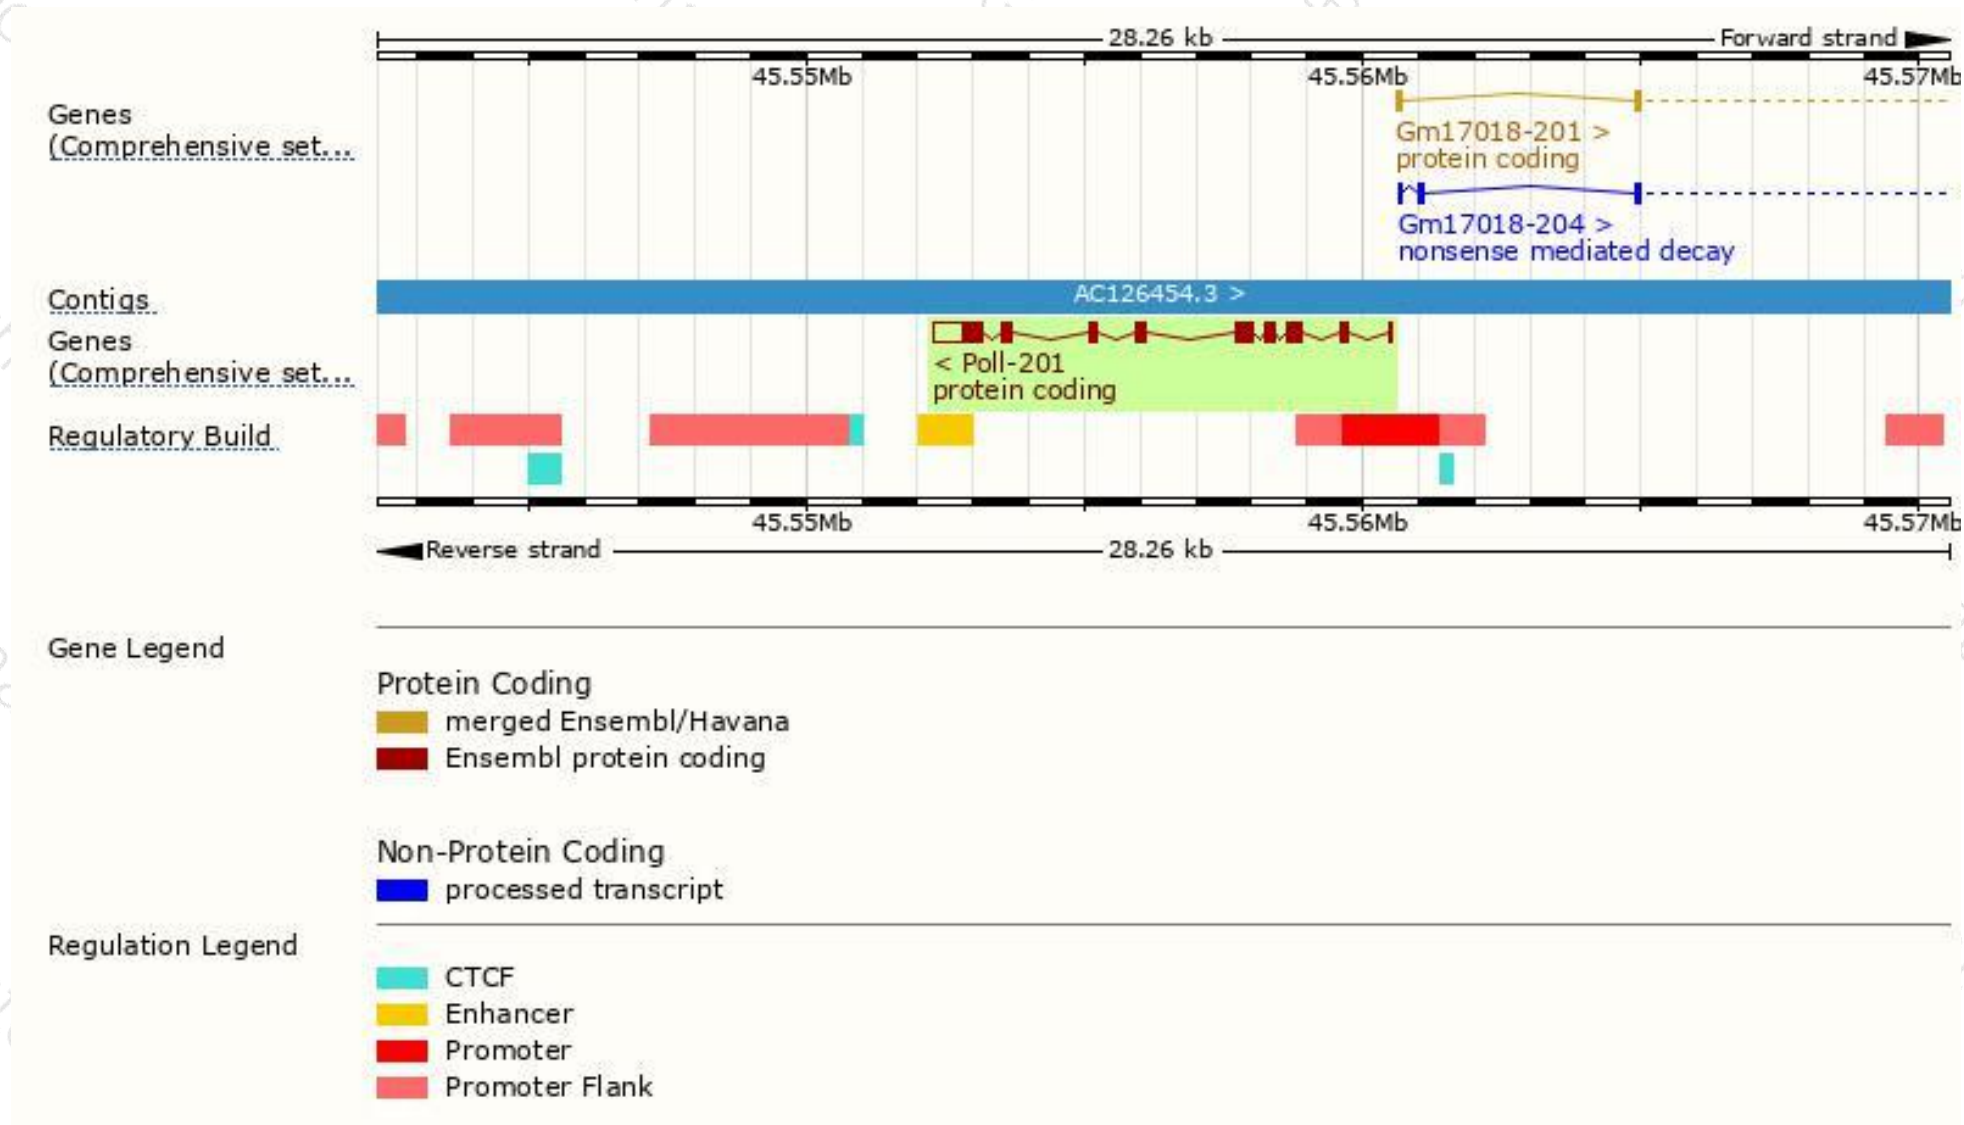 28.26 kb
Forward strand
45.55Mb 45.56Mb 45.57Mb
Genes
(Comprehensive set...
Gm17018-201 >
protein coding
Gm17018-204 >
nonsense mediated decay
Contigs
AC126454.3 >
Genes
(Comprehensive set...
< Poll-201
protein coding
Regulatory Build
45.55Mb 45.56Mb 45.57Mb
Reverse strand
28.26 kb
Gene Legend
Protein Coding
merged Ensembl/Havana
Ensembl protein coding
Non-Protein Coding
processed transcript
Regulation Legend
CTCF
Enhancer
Promoter
Promoter Flank